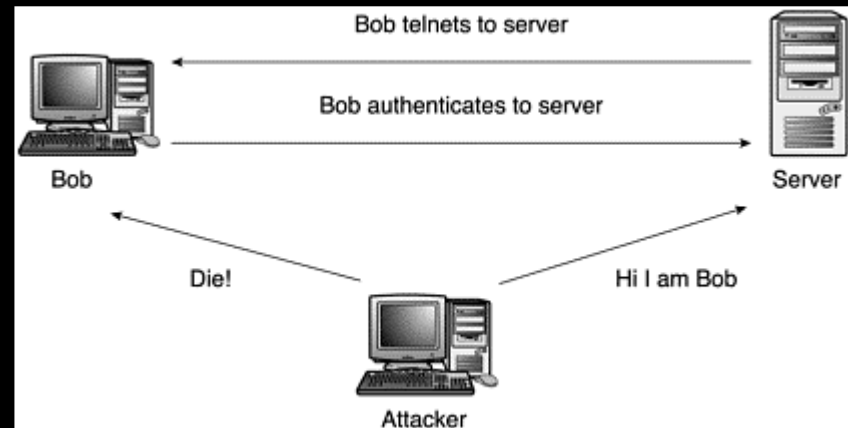 Bob telnets to server
Bob authenticates to server
Bob
Server
Die!
Hi I am Bob
Attacker